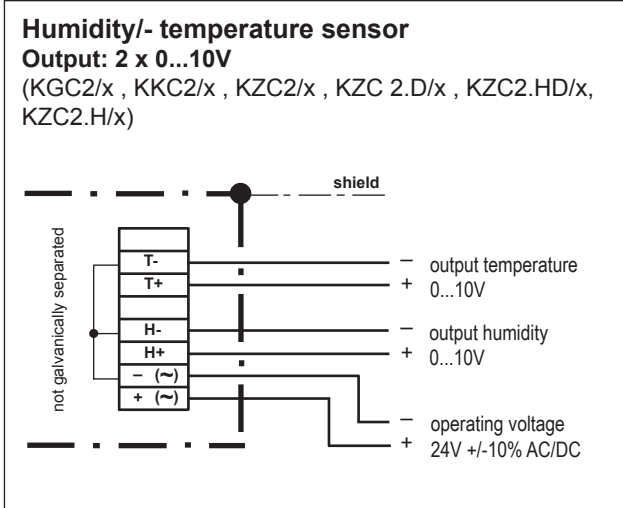 Humidity/- temperature sensor
Output: 2 x 0...10V
(KGC2/x , KKC2/x , KZC2/x , KZC 2.D/x , KZC2.HD/x,
KZC2.H/x)
shield
not galvanically separated
T-
T+
H-
H+
– (~)
+ (~)
– output temperature
+ 0...10V
– output humidity
+ 0...10V
– operating voltage
+ 24V +/-10% AC/DC